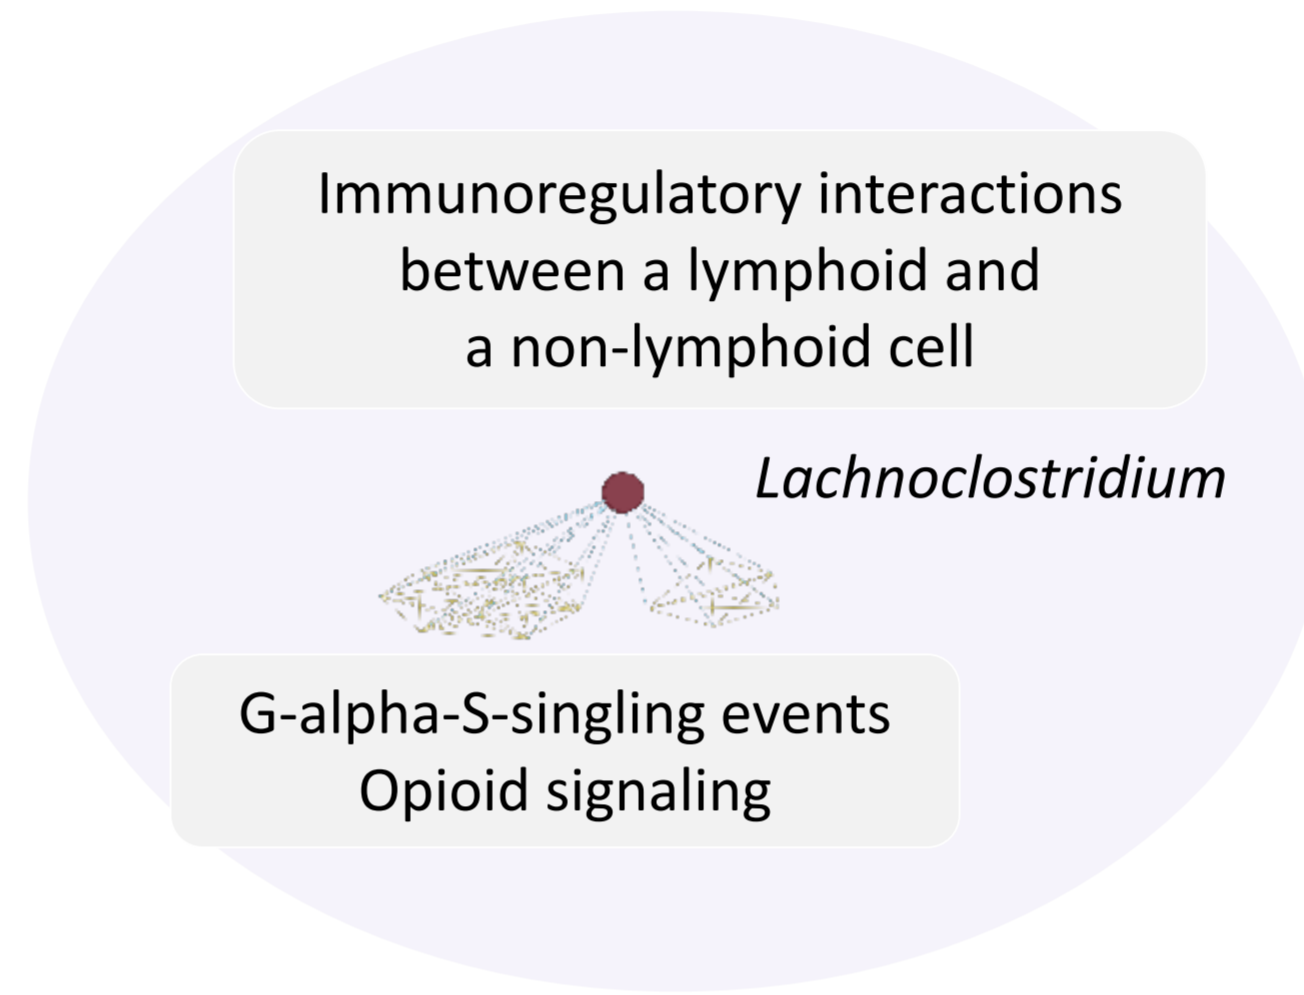 Immunoregulatory interactions
between a lymphoid and
a non-lymphoid cell
Lachnoclostridium
G-alpha-S-singling events
Opioid signaling